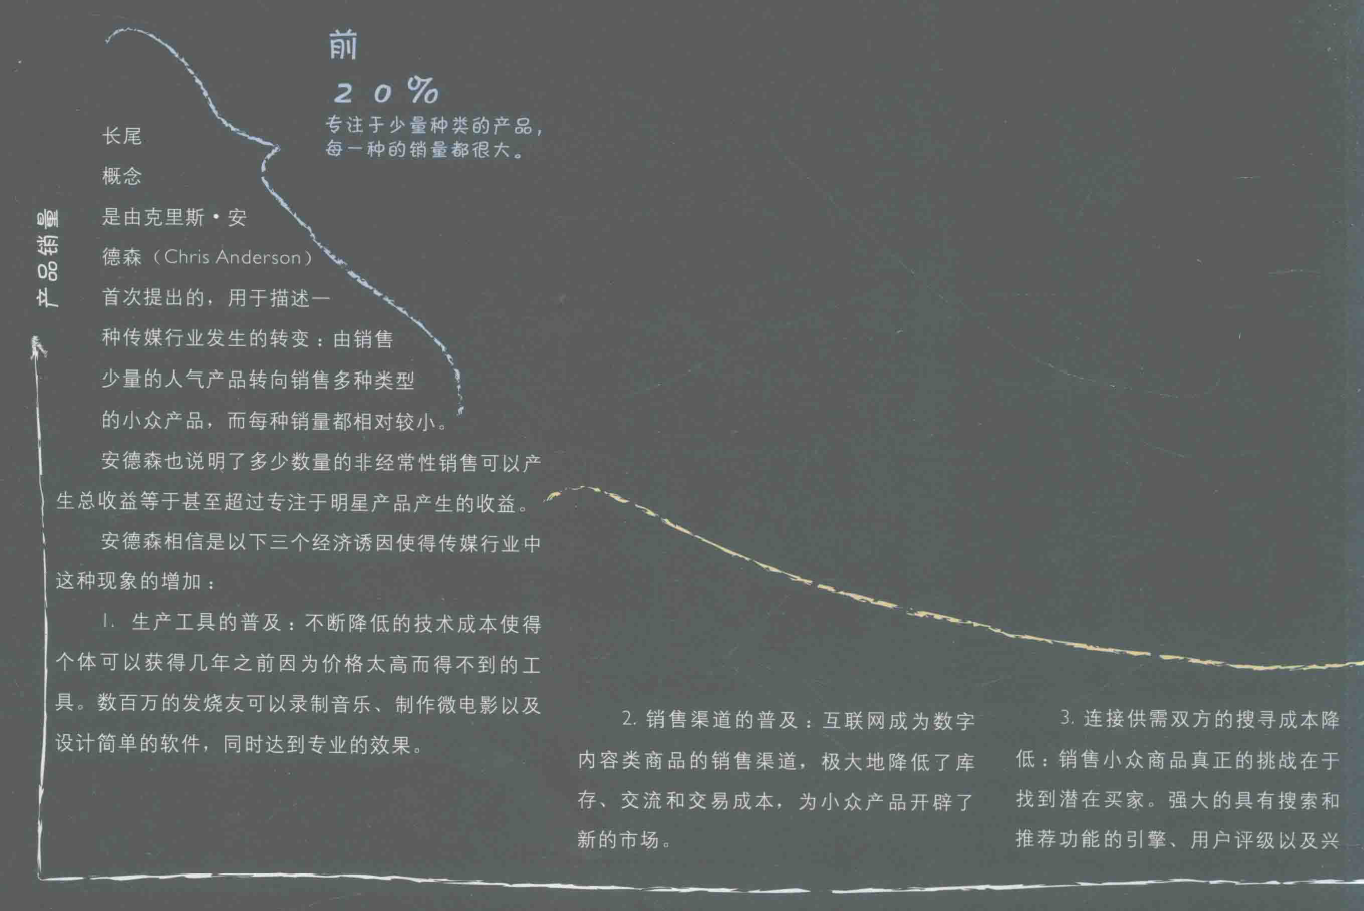 前
20%
专注于少量种类的产品，
每一种的销量都很大。
产品销量
长尾
概念
是由克里斯·安
德森（Chris Anderson）
首次提出的，用于描述一
种传媒行业发生的转变：由销售
少量的人气产品转向销售多种类型
的小众产品，而每种销量都相对较小。
安德森也说明了多少数量的非经常性销售可以产
生总收益等于甚至超过专注于明星产品产生的收益。
安德森相信是以下三个经济诱因使得传媒行业中
这种现象的增加：
1. 生产工具的普及：不断降低的技术成本使得
个体可以获得几年之前因为价格太高而得不到的工
具。数百万的发烧友可以录制音乐、制作微电影以及
设计简单的软件，同时达到专业的效果。
2. 销售渠道的普及：互联网成为数字
内容类商品的销售渠道，极大地降低了库
存、交流和交易成本，为小众产品开辟了
新的市场。
3. 连接供需双方的搜寻成本降
低：销售小众商品真正的挑战在于
找到潜在买家。强大的具有搜索和
推荐功能的引擎、用户评级以及兴